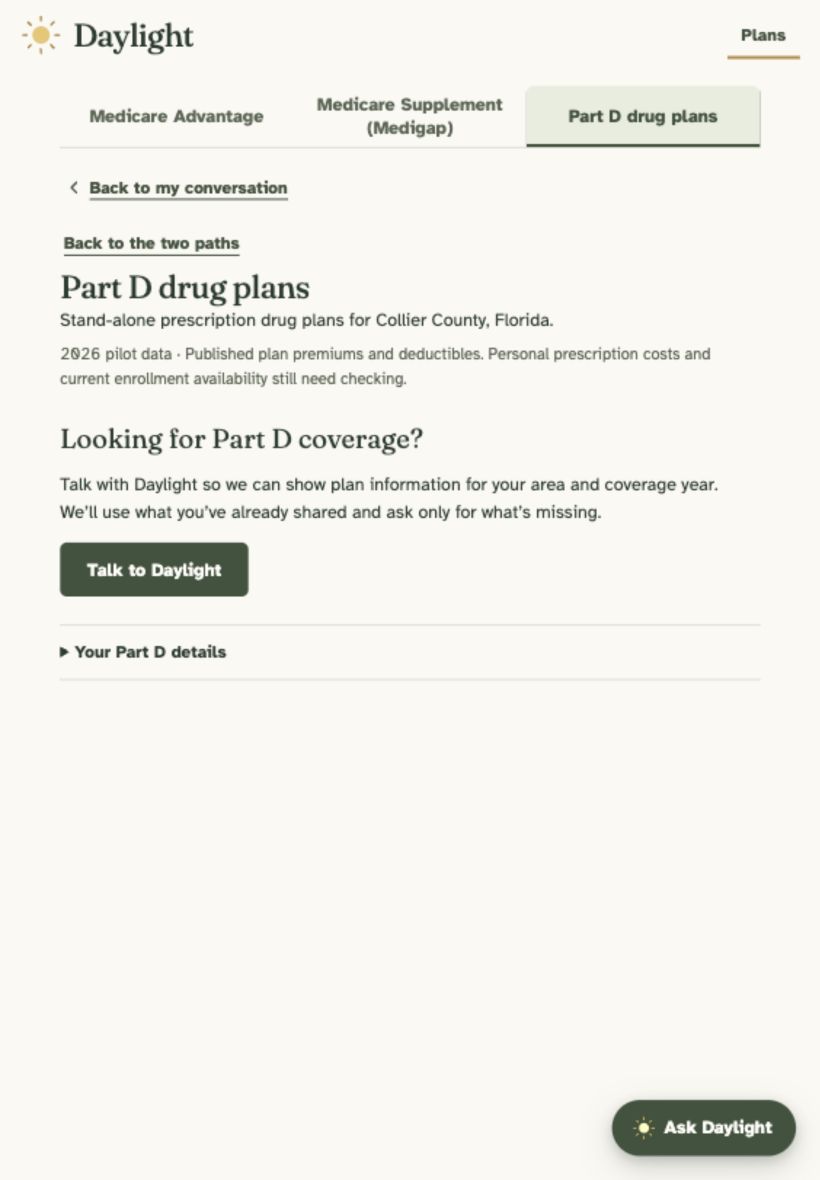 Daylight
Plans
Medicare Advantage
Medicare Supplement
(Medigap)
Part D drug plans
Back to my conversation
Back to the two paths
Part D drug plans
Stand-alone prescription drug plans for Collier County, Florida.
2026 pilot data · Published plan premiums and deductibles. Personal prescription costs and
current enrollment availability still need checking.
Looking for Part D coverage?
Talk with Daylight so we can show plan information for your area and coverage year.
We’ll use what you’ve already shared and ask only for what’s missing.
Talk to Daylight
Your Part D details
Ask Daylight